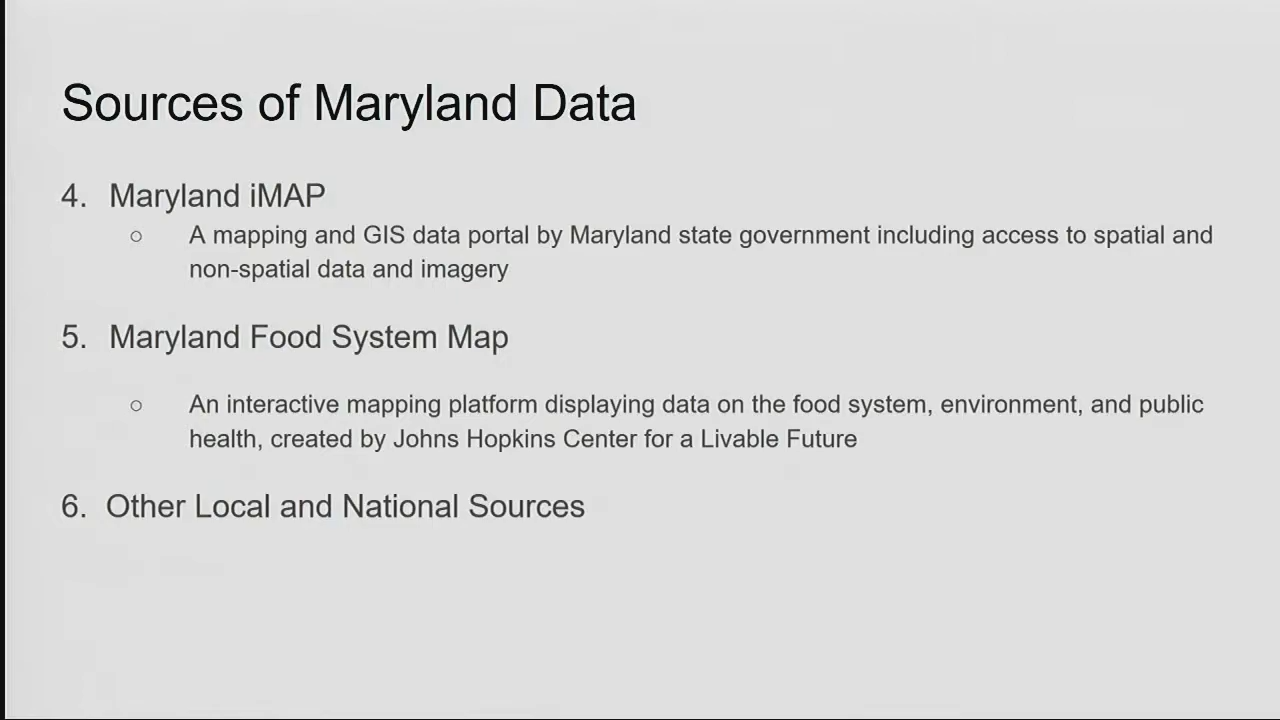 Sources of Maryland Data
4. Maryland iMAP
○ A mapping and GIS data portal by Maryland state government including access to spatial and
non-spatial data and imagery
5. Maryland Food System Map
○ An interactive mapping platform displaying data on the food system, environment, and public
health, created by Johns Hopkins Center for a Livable Future
6. Other Local and National Sources